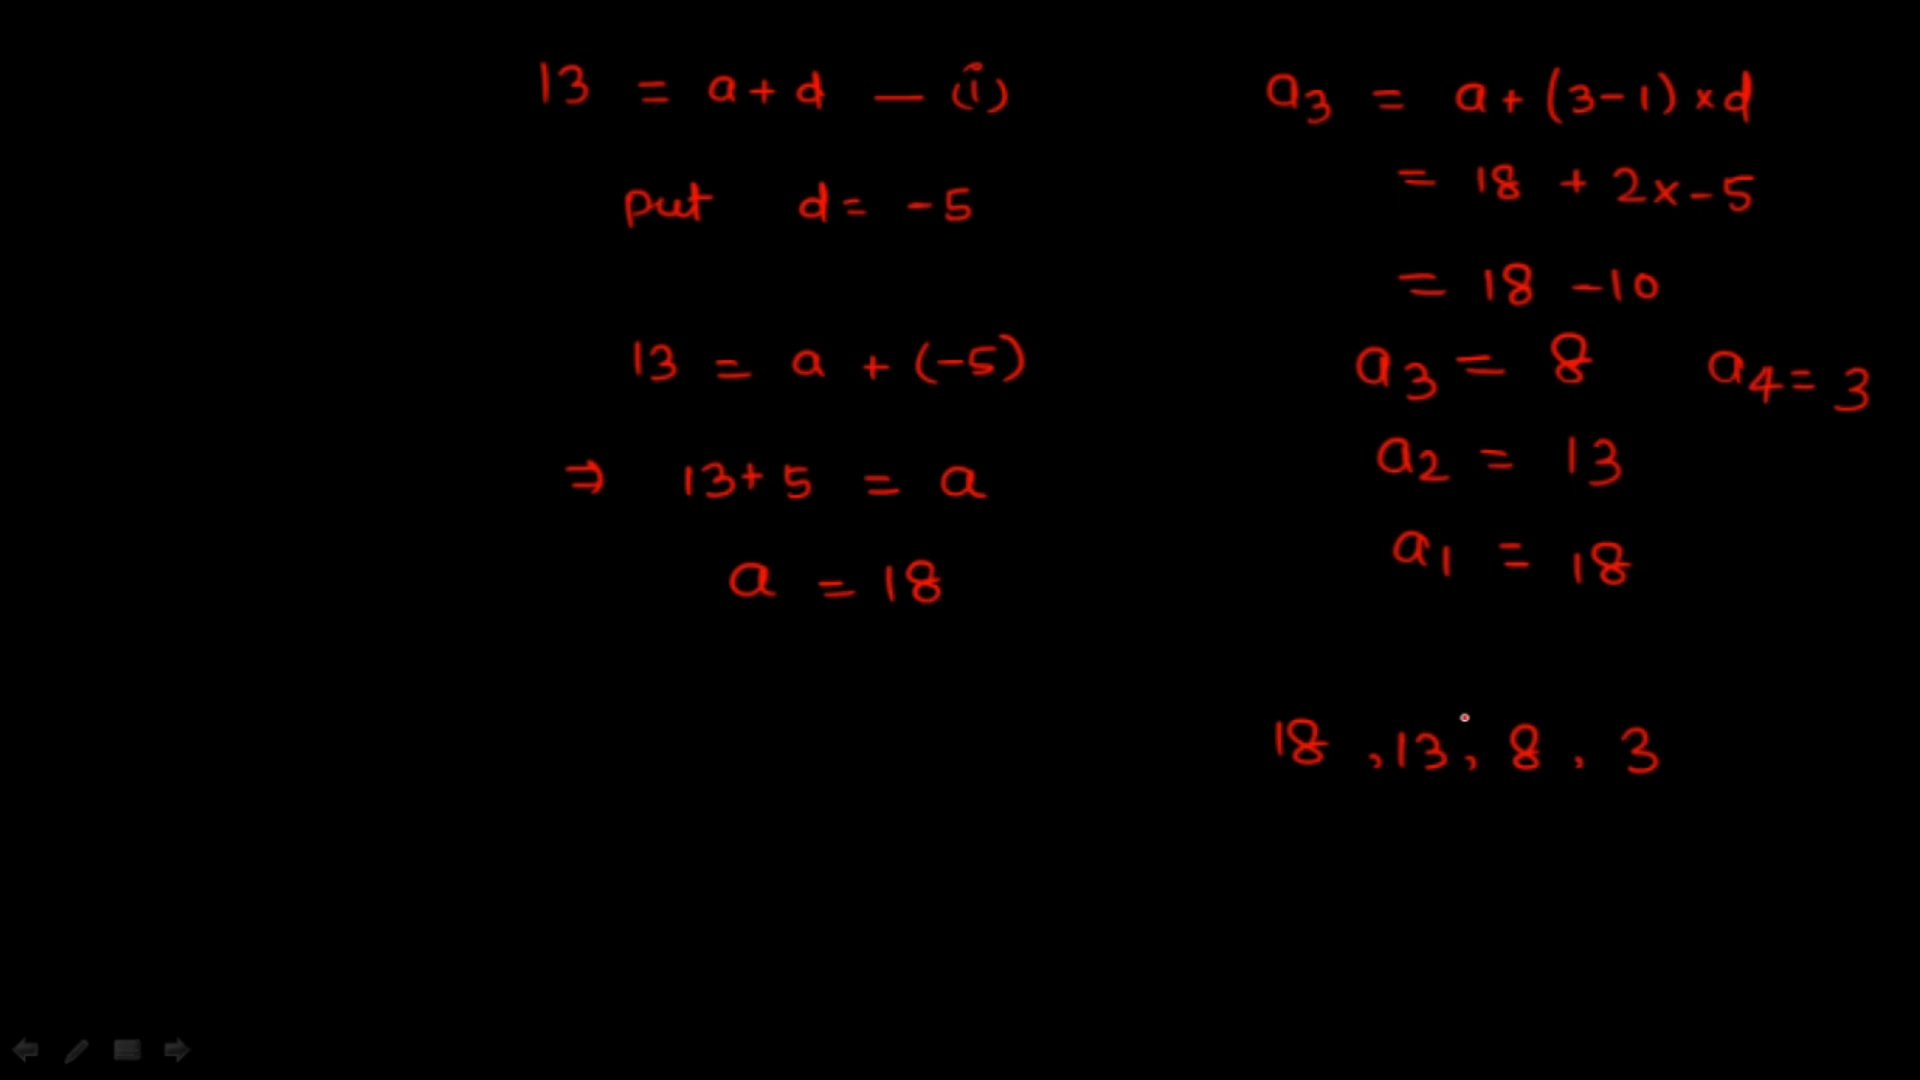 13 = a + d — (i)
put d = -5
13 = a + (-5)
⇒ 13+5 = a
a = 18
a3 = a + (3-1) × d
= 18 + 2x-5
= 18 -10
a3 = 8 a4 = 3
a2 = 13
a1 = 18
18 , 13 , 8 , 3